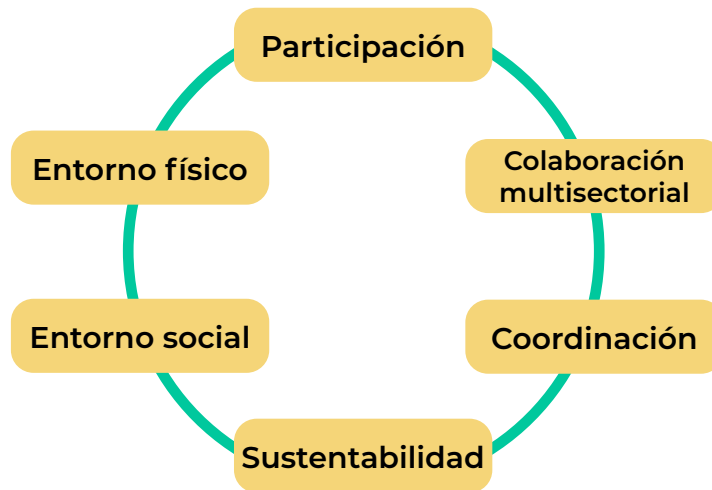 Participación
Entorno físico
Colaboración
multisectorial
Entorno social
Coordinación
Sustentabilidad